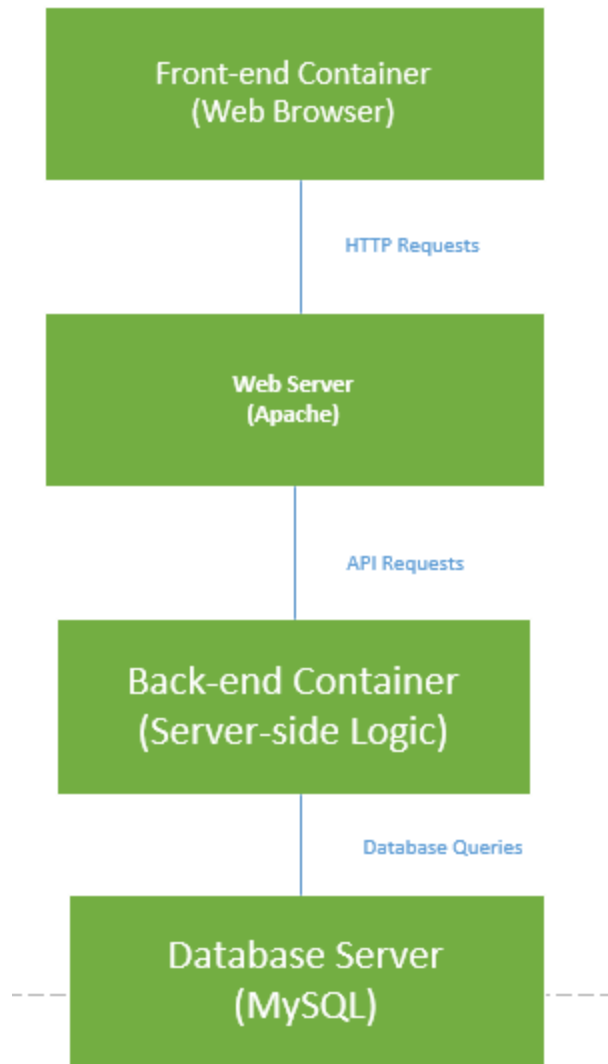 Front-end Container
(Web Browser)
HTTP Requests
Web Server
(Apache)
API Requests
Back-end Container
(Server-side Logic)
Database Queries
Database Server
(MySQL)